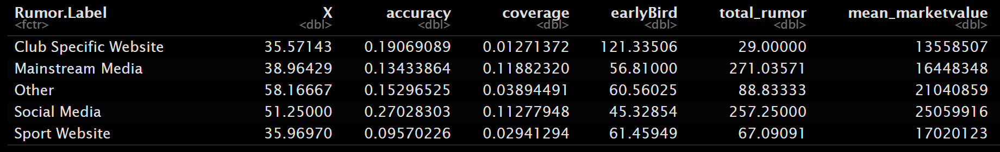 Rumor.Label X accuracy coverage earlyBird total_rumor mean_marketvalue
<fctr> <dbl> <dbl> <dbl> <dbl> <dbl> <dbl>
Club Specific Website 35.57143 0.19069089 0.01271372 121.33506 29.00000 13558507
Mainstream Media 38.96429 0.13433864 0.11882320 56.81000 271.03571 16448348
Other 58.16667 0.15296525 0.03894491 60.56025 88.83333 21040859
Social Media 51.25000 0.27028303 0.11277948 45.32854 257.25000 25059916
Sport Website 35.96970 0.09570226 0.02941294 61.45949 67.09091 17020123